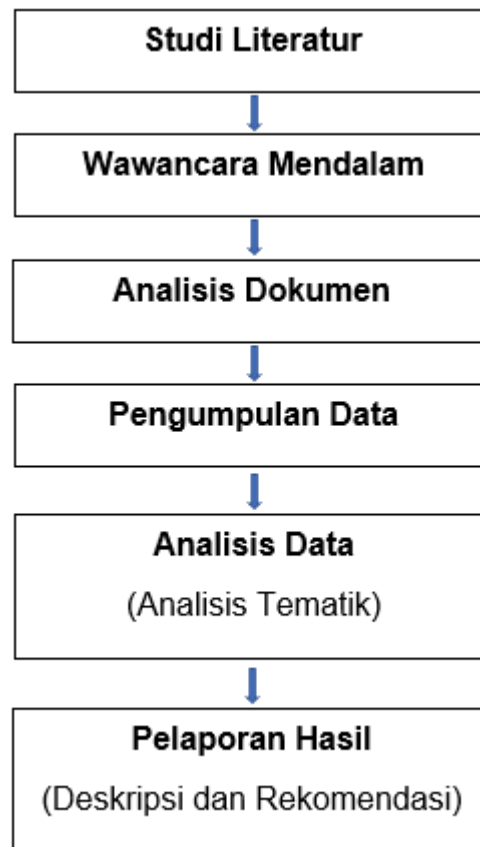 Studi Literatur
Wawancara Mendalam
Analisis Dokumen
Pengumpulan Data
Analisis Data
(Analisis Tematik)
Pelaporan Hasil
(Deskripsi dan Rekomendasi)